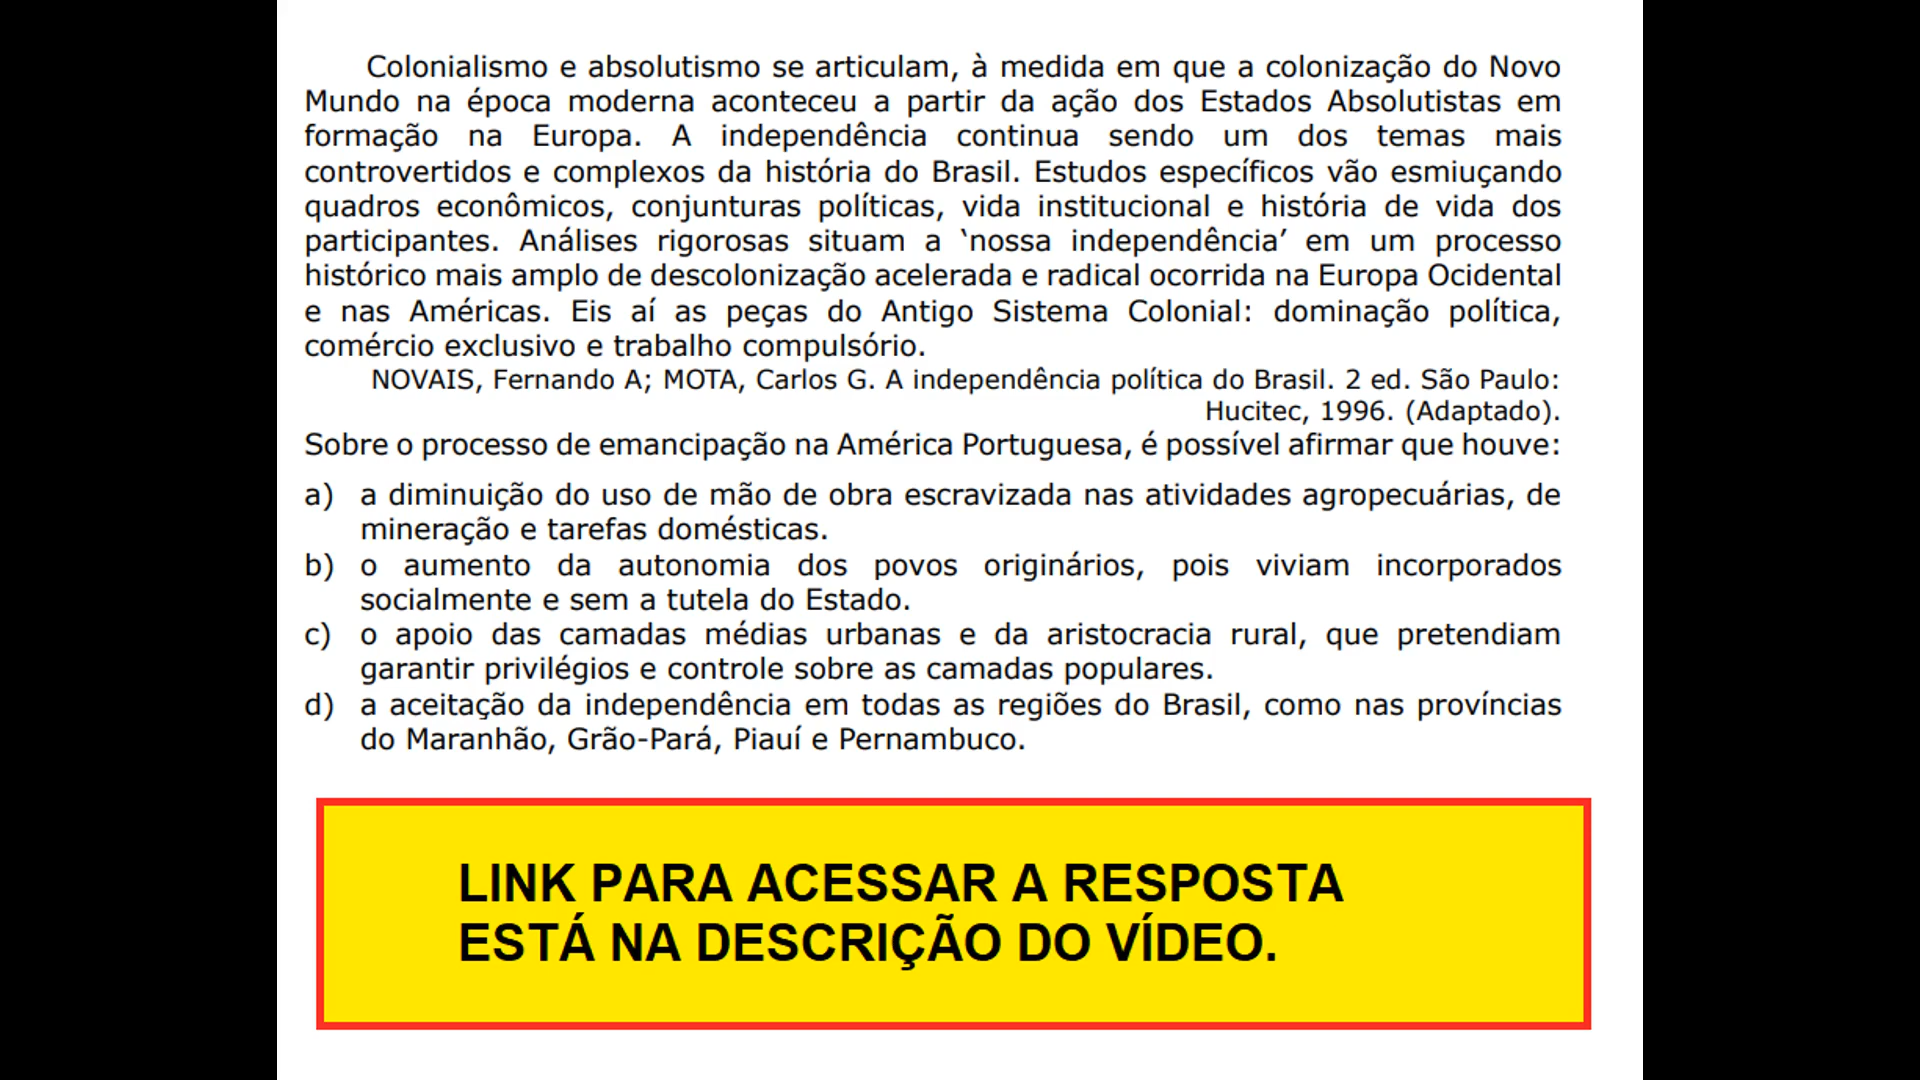 Colonialismo e absolutismo se articulam, à medida em que a colonização do Novo
Mundo na época moderna aconteceu a partir da ação dos Estados Absolutistas em
formação na Europa. A independência continua sendo um dos temas mais
controvertidos e complexos da história do Brasil. Estudos específicos vão esmiuçando
quadros econômicos, conjunturas políticas, vida institucional e história de vida dos
participantes. Análises rigorosas situam a ‘nossa independência’ em um processo
histórico mais amplo de descolonização acelerada e radical ocorrida na Europa Ocidental
e nas Américas. Eis aí as peças do Antigo Sistema Colonial: dominação política,
comércio exclusivo e trabalho compulsório.
NOVAIS, Fernando A; MOTA, Carlos G. A independência política do Brasil. 2 ed. São Paulo:
Hucitec, 1996. (Adaptado).
Sobre o processo de emancipação na América Portuguesa, é possível afirmar que houve:
a) a diminuição do uso de mão de obra escravizada nas atividades agropecuárias, de
mineração e tarefas domésticas.
b) o aumento da autonomia dos povos originários, pois viviam incorporados
socialmente e sem a tutela do Estado.
c) o apoio das camadas médias urbanas e da aristocracia rural, que pretendiam
garantir privilégios e controle sobre as camadas populares.
d) a aceitação da independência em todas as regiões do Brasil, como nas províncias
do Maranhão, Grão-Pará, Piauí e Pernambuco.
LINK PARA ACESSAR A RESPOSTA
ESTÁ NA DESCRIÇÃO DO VÍDEO.